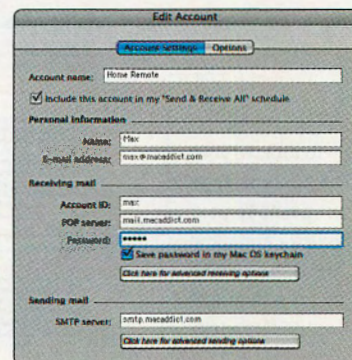 Edit Account
Account Settings Options
Account name: Home Remote
Include this account in my "Send & Receive All" schedule
Personal Information
Name: Max
E-mail address: max@macaddict.com
Receiving mail
Account ID: max
POP server: mail.macaddict.com
Password: •••••
Save password in my Mac OS keychain
Click here for advanced receiving options
Sending mail
SMTP server: smtp.macaddict.com
Click here for advanced sending options